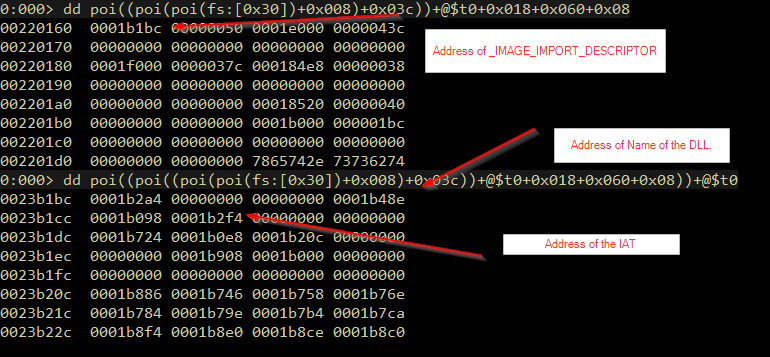 0:000> dd poi((poi(poi(fs:[0x30])+0x008)+0x03c))+@$t0+0x018+0x060+0x08
00220160 0001b1bc 00000050 0001e000 0000043c
00220170 00000000 00000000 00000000 00000000
Address of _IMAGE_IMPORT_DESCRIPTOR
00220180 0001f000 0000037c 000184e8 00000038
00220190 00000000 00000000 00000000 00000000
002201a0 00000000 00000000 00018520 00000040
002201b0 00000000 00000000 0001b000 000001bc
002201c0 00000000 00000000 00000000 00000000
Address of Name of the DLL.
002201d0 00000000 00000000 7865742e 73736274
0:000> dd poi((poi((poi(poi(fs:[0x30])+0x008)+0x03c))+@$t0+0x018+0x060+0x08))+@$t0
0023b1bc 0001b2a4 00000000 00000000 0001b48e
0023b1cc 0001b098 0001b2f4 00000000 00000000
0023b1dc 0001b724 0001b0e8 0001b20c 00000000
Address of the IAT
0023b1ec 00000000 0001b908 0001b000 00000000
0023b1fc 00000000 00000000 00000000 00000000
0023b20c 0001b886 0001b746 0001b758 0001b76e
0023b21c 0001b784 0001b79e 0001b7b4 0001b7ca
0023b22c 0001b8f4 0001b8e0 0001b8ce 0001b8c0